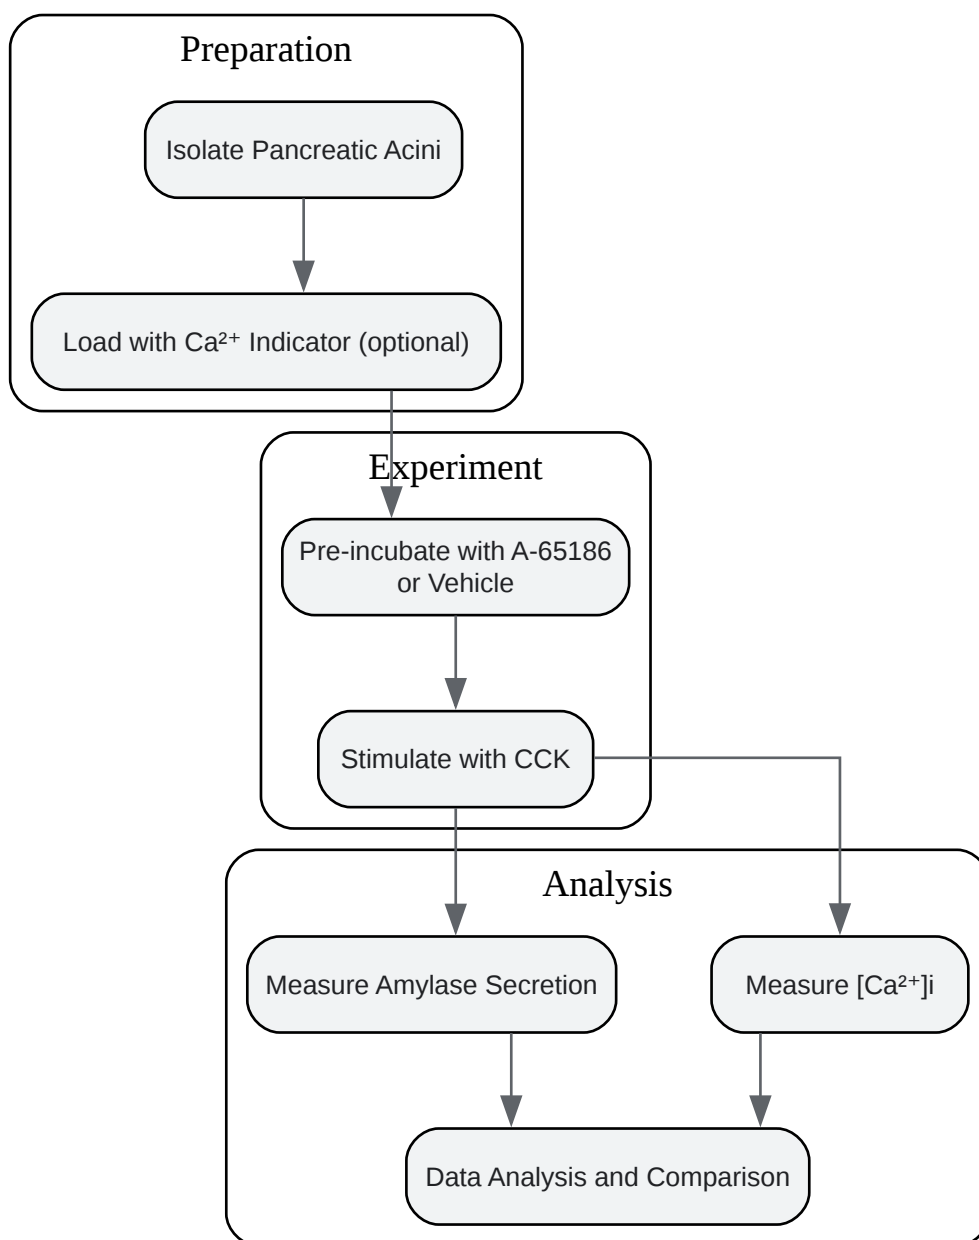 Preparation
Isolate Pancreatic Acini
Load with Ca²⁺ Indicator (optional)
Experiment
Pre-incubate with A-65186
or Vehicle
Stimulate with CCK
Analysis
Measure Amylase Secretion
Measure [Ca²⁺]i
Data Analysis and Comparison